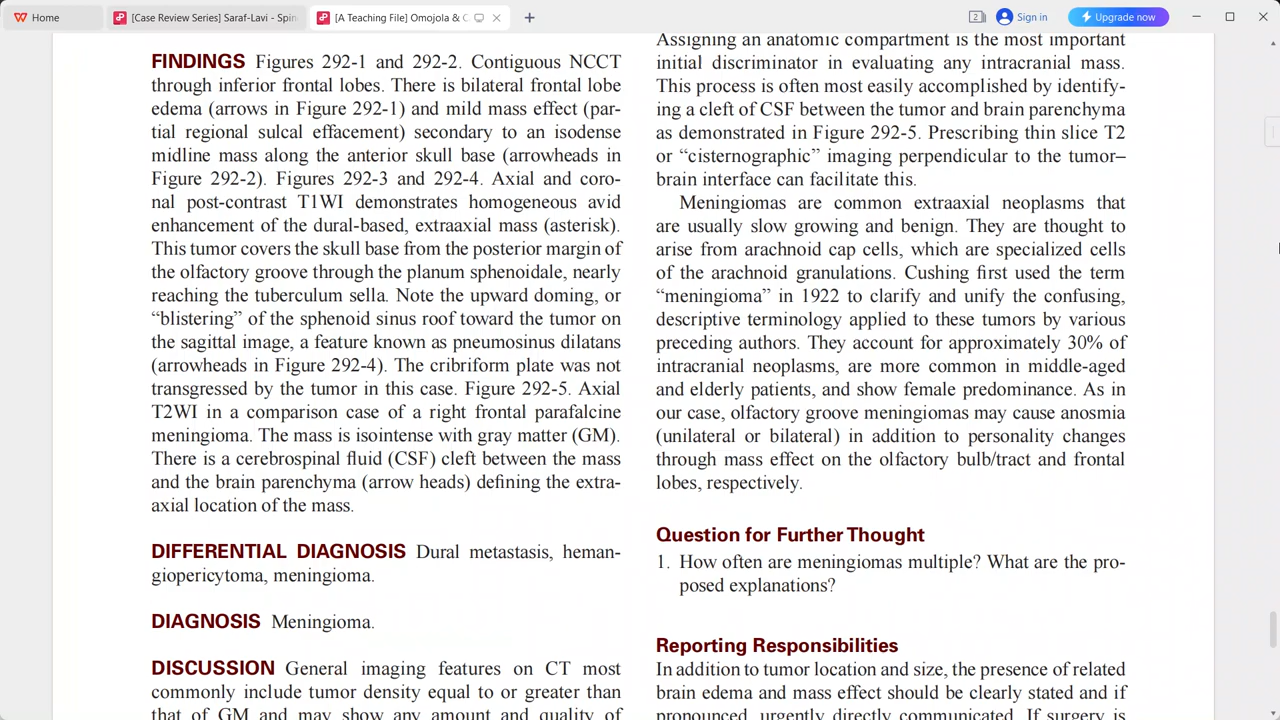 Home
[Case Review Series] Saraf-Lavi - Spin
[A Teaching File] Omojola & C
2
Sign in
Upgrade now
FINDINGS Figures 292-1 and 292-2. Contiguous NCCT
through inferior frontal lobes. There is bilateral frontal lobe
edema (arrows in Figure 292-1) and mild mass effect (par-
tial regional sulcal effacement) secondary to an isodense
midline mass along the anterior skull base (arrowheads in
Figure 292-2). Figures 292-3 and 292-4. Axial and coro-
nal post-contrast T1WI demonstrates homogeneous avid
enhancement of the dural-based, extraaxial mass (asterisk).
This tumor covers the skull base from the posterior margin of
the olfactory groove through the planum sphenoidale, nearly
reaching the tuberculum sella. Note the upward doming, or
“blistering” of the sphenoid sinus roof toward the tumor on
the sagittal image, a feature known as pneumosinus dilatans
(arrowheads in Figure 292-4). The cribriform plate was not
transgressed by the tumor in this case. Figure 292-5. Axial
T2WI in a comparison case of a right frontal parafalcine
meningioma. The mass is isointense with gray matter (GM).
There is a cerebrospinal fluid (CSF) cleft between the mass
and the brain parenchyma (arrow heads) defining the extra-
axial location of the mass.
DIFFERENTIAL DIAGNOSIS Dural metastasis, heman-
giopericytoma, meningioma.
DIAGNOSIS Meningioma.
DISCUSSION General imaging features on CT most
commonly include tumor density equal to or greater than
that of GM and may show any amount and quality of
Assigning an anatomic compartment is the most important
initial discriminator in evaluating any intracranial mass.
This process is often most easily accomplished by identify-
ing a cleft of CSF between the tumor and brain parenchyma
as demonstrated in Figure 292-5. Prescribing thin slice T2
or “cisternographic” imaging perpendicular to the tumor–
brain interface can facilitate this.
Meningiomas are common extraaxial neoplasms that
are usually slow growing and benign. They are thought to
arise from arachnoid cap cells, which are specialized cells
of the arachnoid granulations. Cushing first used the term
“meningioma” in 1922 to clarify and unify the confusing,
descriptive terminology applied to these tumors by various
preceding authors. They account for approximately 30% of
intracranial neoplasms, are more common in middle-aged
and elderly patients, and show female predominance. As in
our case, olfactory groove meningiomas may cause anosmia
(unilateral or bilateral) in addition to personality changes
through mass effect on the olfactory bulb/tract and frontal
lobes, respectively.
Question for Further Thought
1. How often are meningiomas multiple? What are the pro-
posed explanations?
Reporting Responsibilities
In addition to tumor location and size, the presence of related
brain edema and mass effect should be clearly stated and if
pronounced, urgently directly communicated. If surgery is